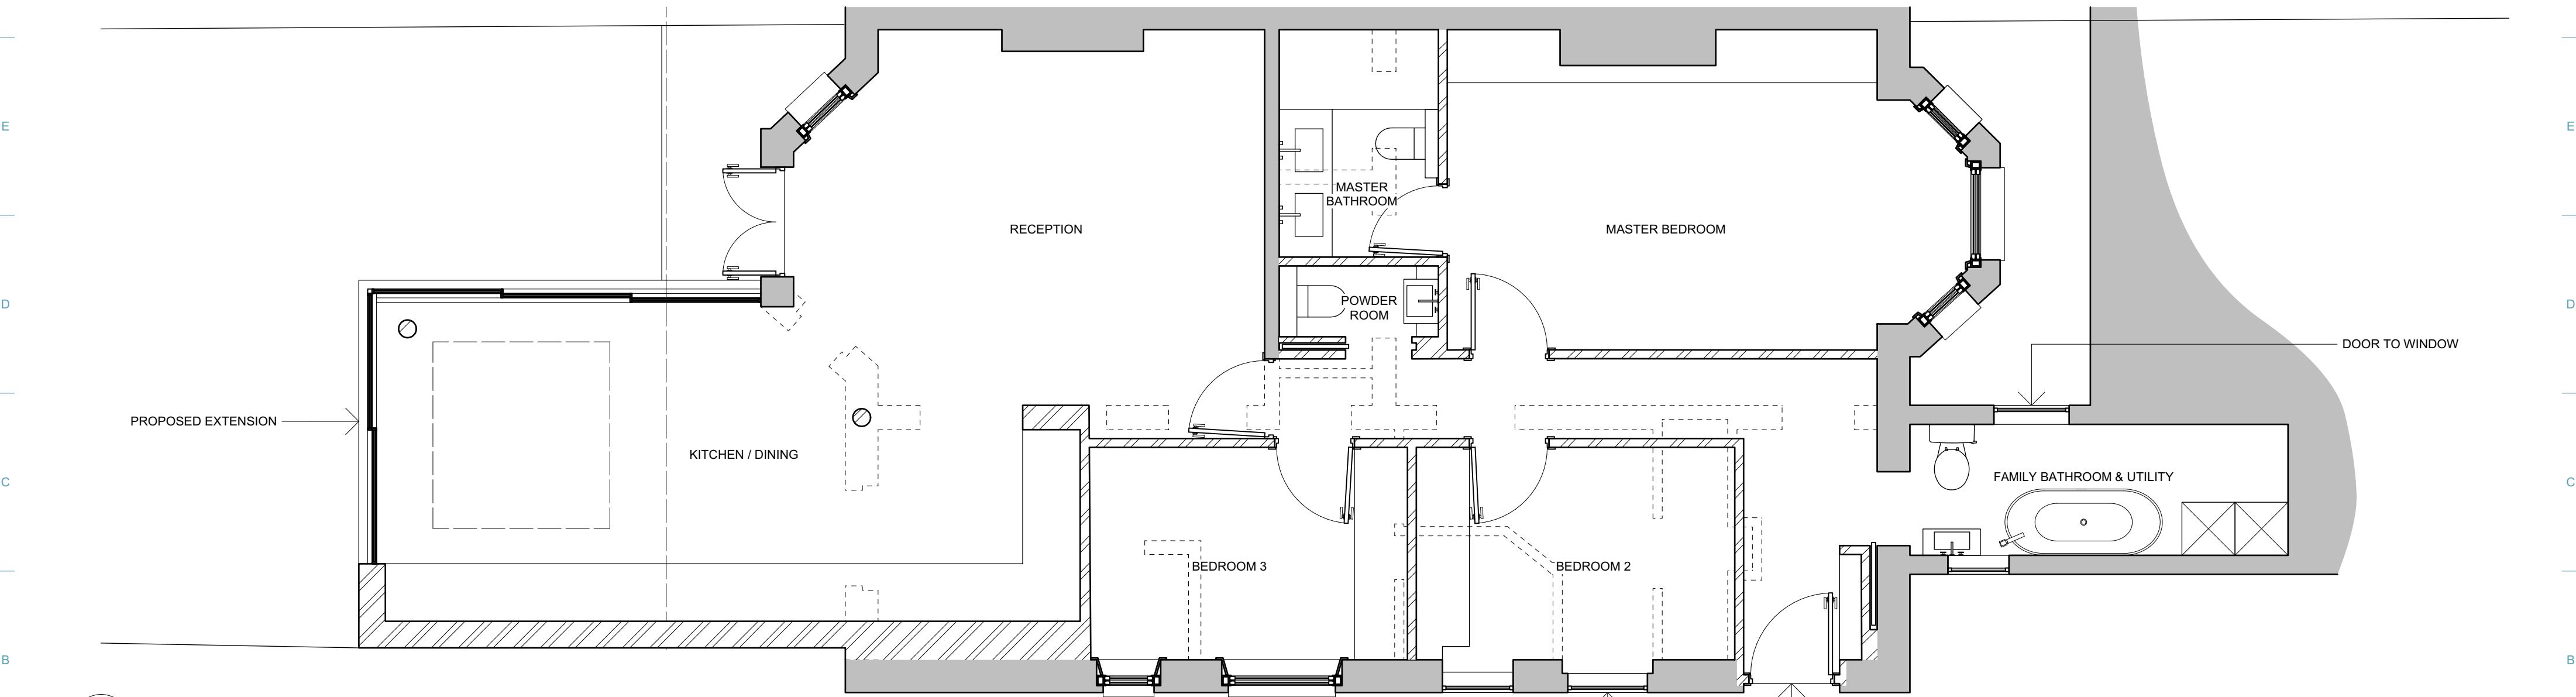 E
E
MASTER
BATHROOM
RECEPTION
MASTER BEDROOM
POWDER
ROOM
D
D
DOOR TO WINDOW
PROPOSED EXTENSION
KITCHEN / DINING
FAMILY BATHROOM & UTILITY
C
C
BEDROOM 3
BEDROOM 2
B
B